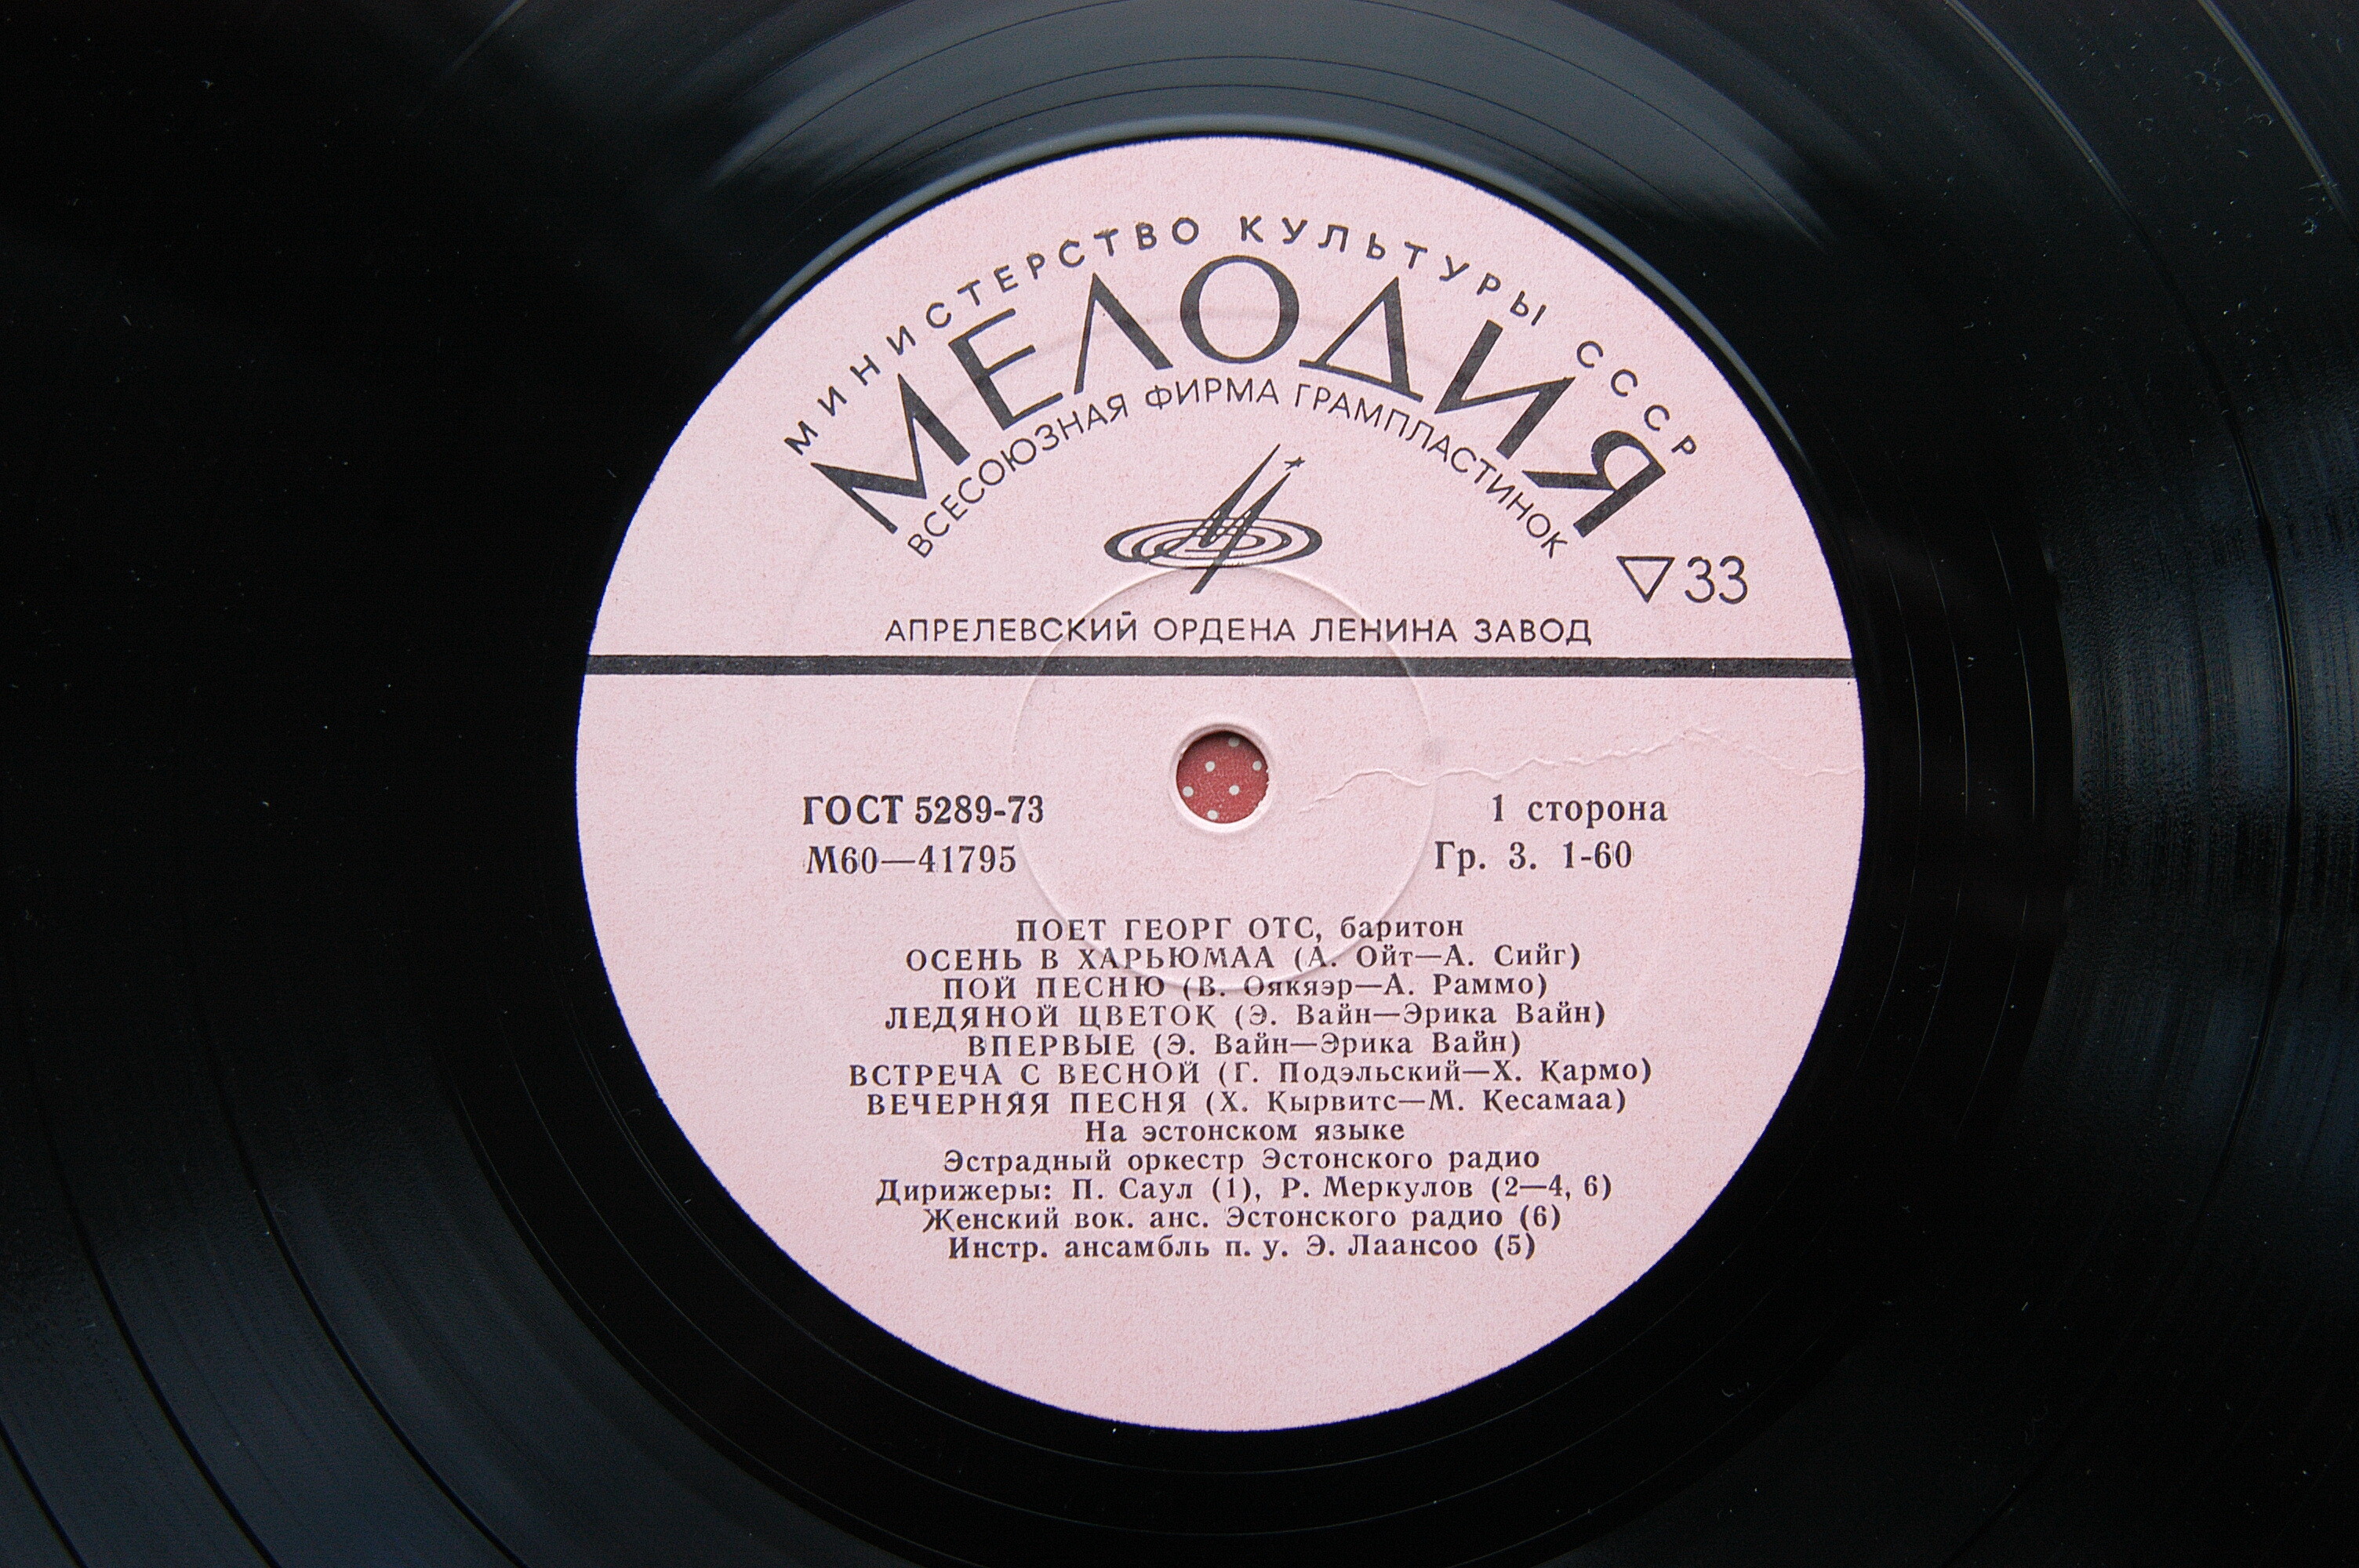 МИНИСТЕРСТВО КУЛЬТУРЫ СССР
МЕЛОДИЯ
ВСЕСОЮЗНАЯ ФИРМА ГРАМПЛАСТИНОК
▽33
АПРЕЛЕВСКИЙ ОРДЕНА ЛЕНИНА ЗАВОД
ГОСТ 5289-73
1 сторона
М60—41795
Гр. 3. 1-60
ПОЕТ ГЕОРГ ОТС, баритон
ОСЕНЬ В ХАРЬЮМАА (А. Ойт—А. Сийг)
ПОЙ ПЕСНЮ (В. Оякяэр—А. Раммо)
ЛЕДЯНОЙ ЦВЕТОК (Э. Вайн—Эрика Вайн)
ВПЕРВЫЕ (Э. Вайн—Эрика Вайн)
ВСТРЕЧА С ВЕСНОЙ (Г. Подэльский—Х. Кармо)
ВЕЧЕРНЯЯ ПЕСНЯ (Х. Кырвитс—М. Кесамаа)
На эстонском языке
Эстрадный оркестр Эстонского радио
Дирижеры: П. Саул (1), Р. Меркулов (2—4, 6)
Женский вок. анс. Эстонского радио (6)
Инстр. ансамбль п. у. Э. Лаансоо (5)